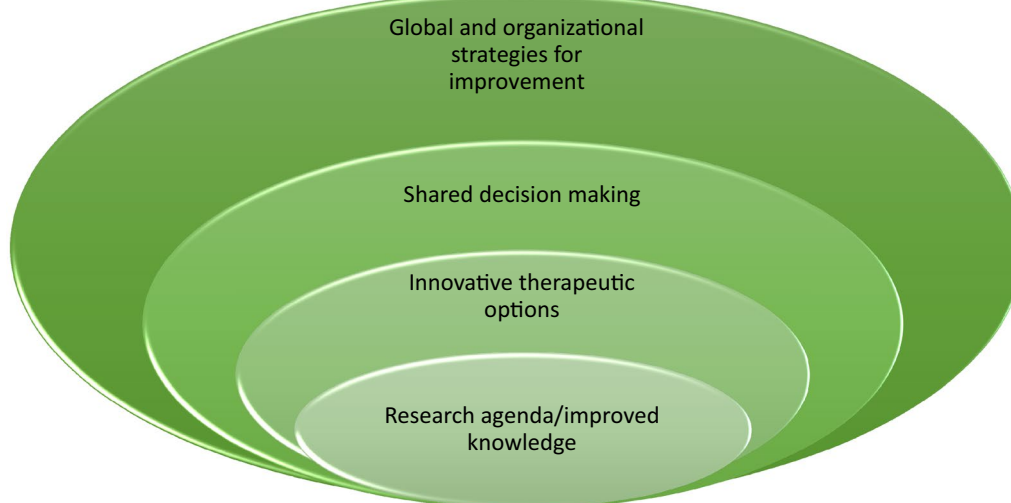 Global and organizational
strategies for
improvement
Shared decision making
Innovative therapeutic
options
Research agenda/improved
knowledge